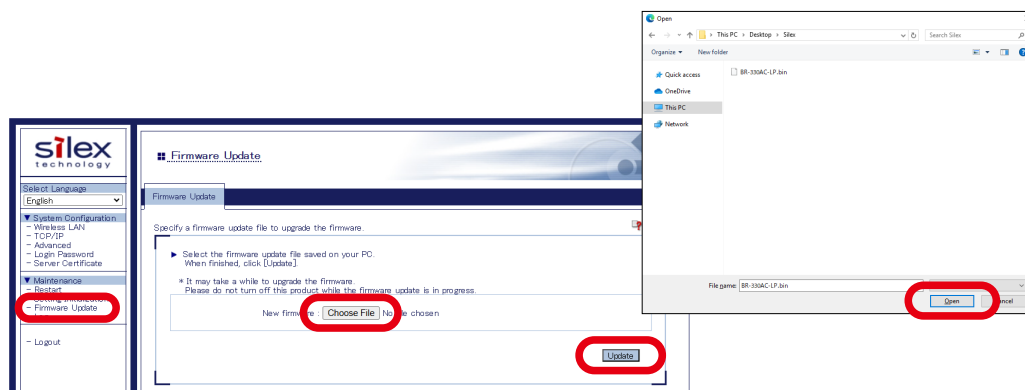 silex
technology
Select Language
English
▼ System Configuration
- Wireless LAN
- TCP/IP
- Advanced
- Login Password
- Server Certificate
▼ Maintenance
- Restart
- Firmware Update
- Logout
Firmware Update
Firmware Update
Specify a firmware update file to upgrade the firmware.
▶ Select the firmware update file saved on your PC.
When finished, click [Update].
* It may take a while to upgrade the firmware.
Please do not turn off this product while the firmware update is in progress.
New firmware : Choose File No file chosen
Update
Open
This PC › Desktop › Silex
Search Silex
Organize
New folder
Quick access
OneDrive
This PC
Network
BR-330AC-LP.bin
File name: BR-330AC-LP.bin
Open Cancel